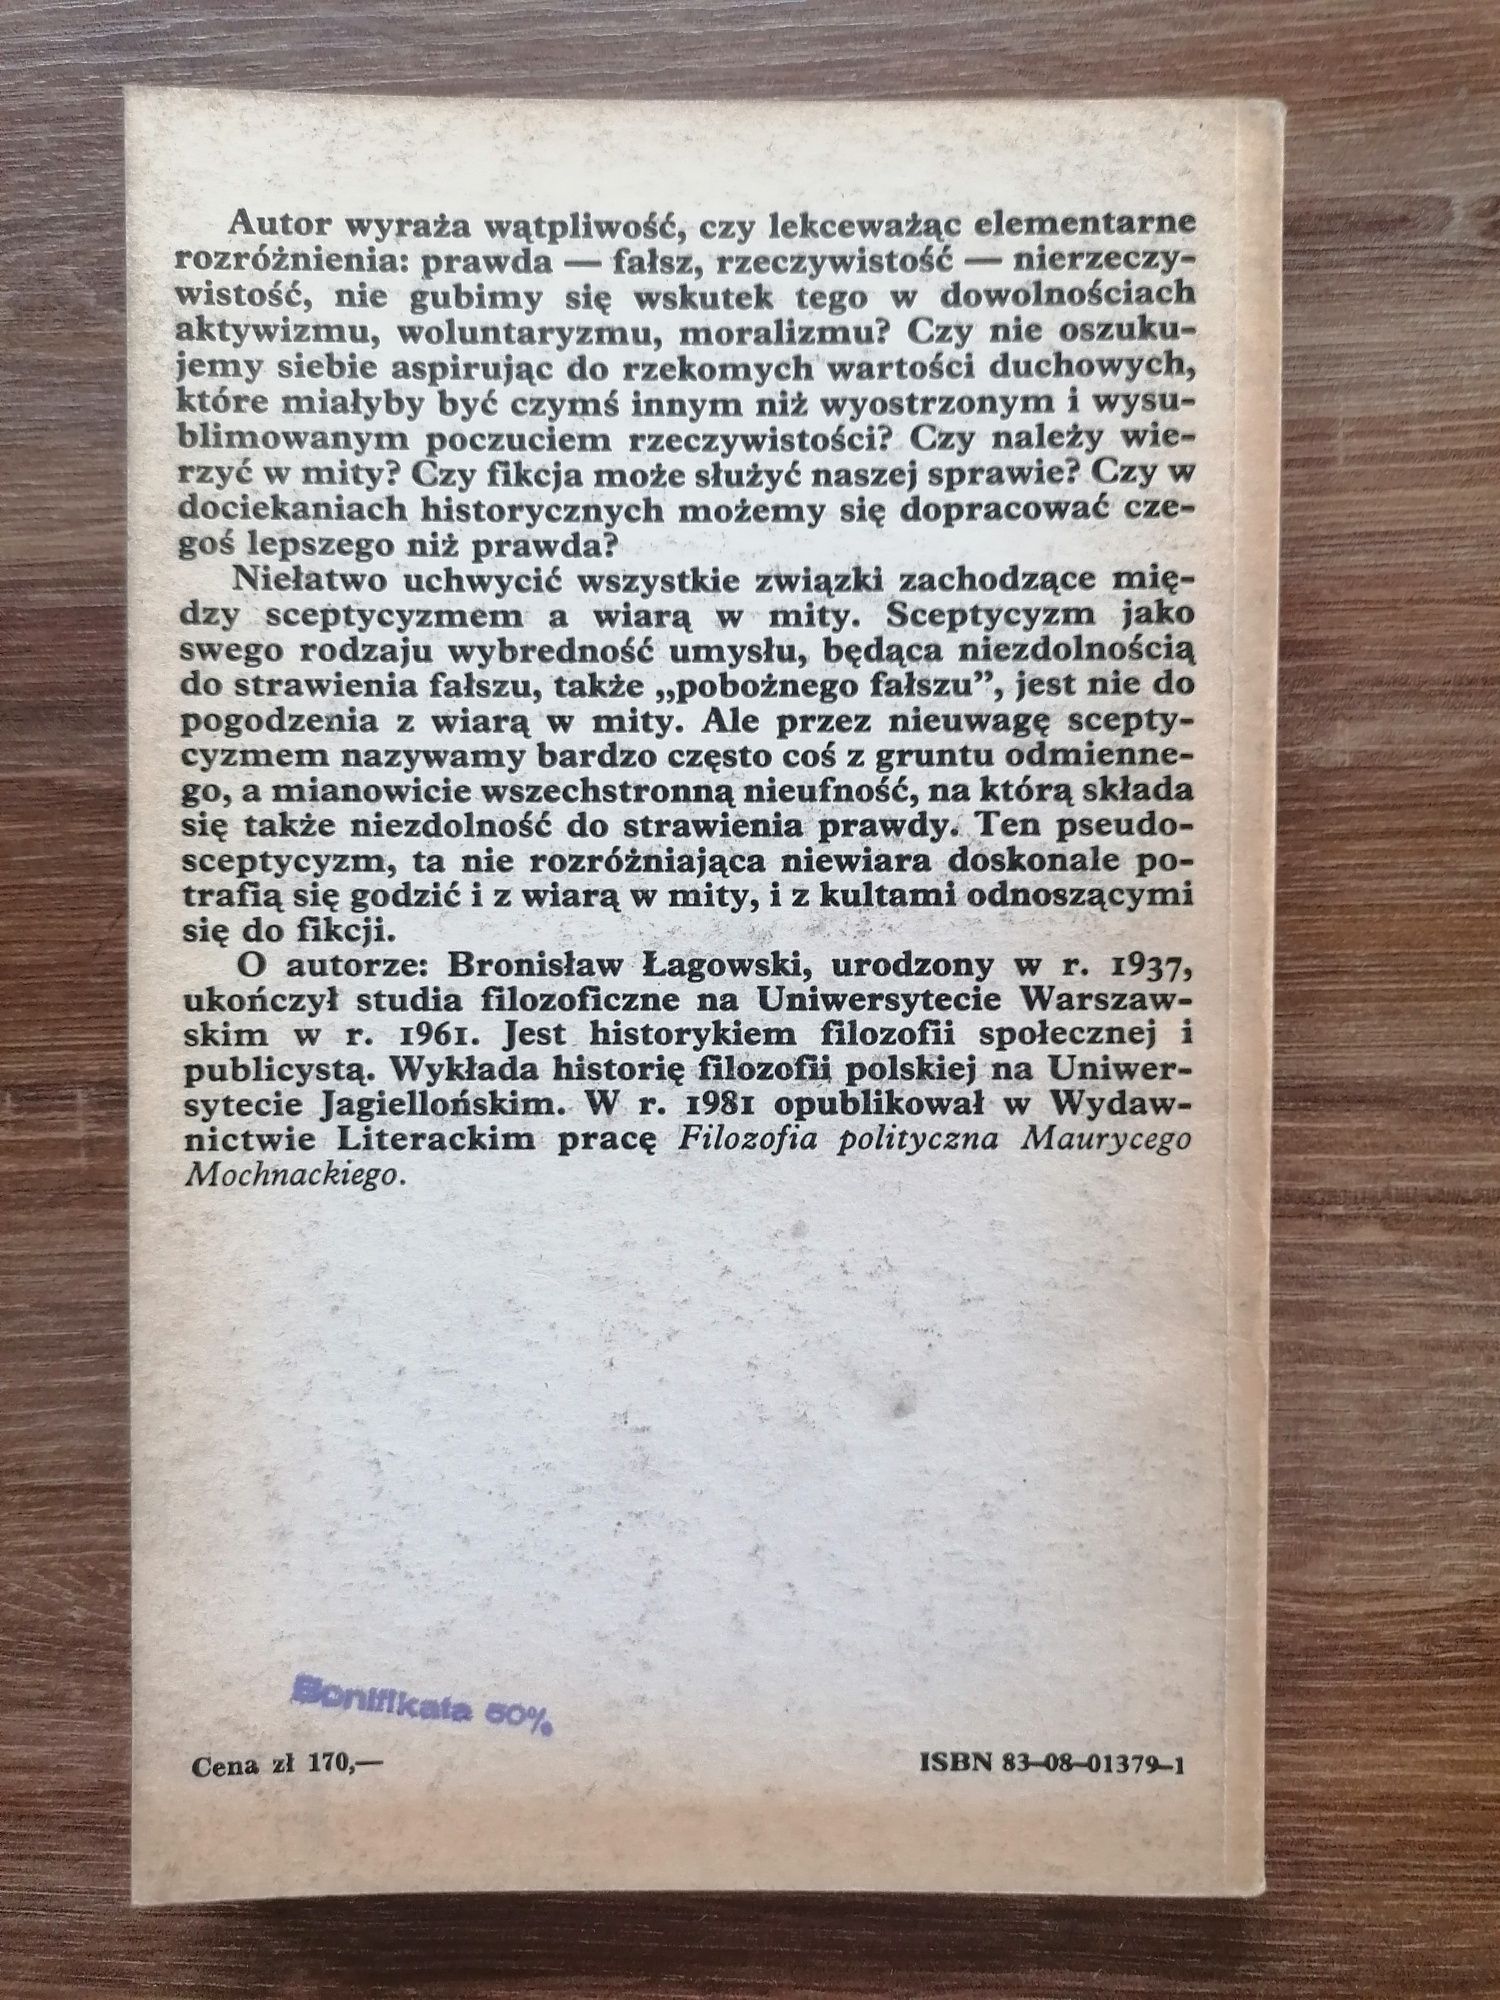 Autor wyraża wątpliwość, czy lekceważąc elementarne
rozróżnienia: prawda — fałsz, rzeczywistość — nierzeczy-
wistość, nie gubimy się wskutek tego w dowolnościach
aktywizmu, woluntaryzmu, moralizmu? Czy nie oszuku-
jemy siebie aspirując do rzekomych wartości duchowych,
które miałyby być czymś innym niż wyostrzonym i wysu-
blimowanym poczuciem rzeczywistości? Czy należy wie-
rzyć w mity? Czy fikcja może służyć naszej sprawie? Czy w
dociekaniach historycznych możemy się dopracować cze-
goś lepszego niż prawda?
Niełatwo uchwycić wszystkie związki zachodzące mię-
dzy sceptycyzmem a wiarą w mity. Sceptycyzm jako
swego rodzaju wybredność umysłu, będąca niezdolnością
do strawienia fałszu, także „pobożnego fałszu”, jest nie do
pogodzenia z wiarą w mity. Ale przez nieuwagę scepty-
cyzmem nazywamy bardzo często coś z gruntu odmienne-
go, a mianowicie wszechstronną nieufność, na którą składa
się także niezdolność do strawienia prawdy. Ten pseudo-
sceptycyzm, ta nie rozróżniająca niewiara doskonale po-
trafią się godzić i z wiarą w mity, i z kultami odnoszącymi
się do fikcji.
O autorze: Bronisław Łagowski, urodzony w r. 1937,
ukończył studia filozoficzne na Uniwersytecie Warszaw-
skim w r. 1961. Jest historykiem filozofii społecznej i
publicystą. Wykłada historię filozofii polskiej na Uniwer-
sytecie Jagiellońskim. W r. 1981 opublikował w Wydaw-
nictwie Literackim pracę Filozofia polityczna Maurycego
Mochnackiego.
Bonifikata 50%
Cena zł 170,—
ISBN 83-08-01379-1